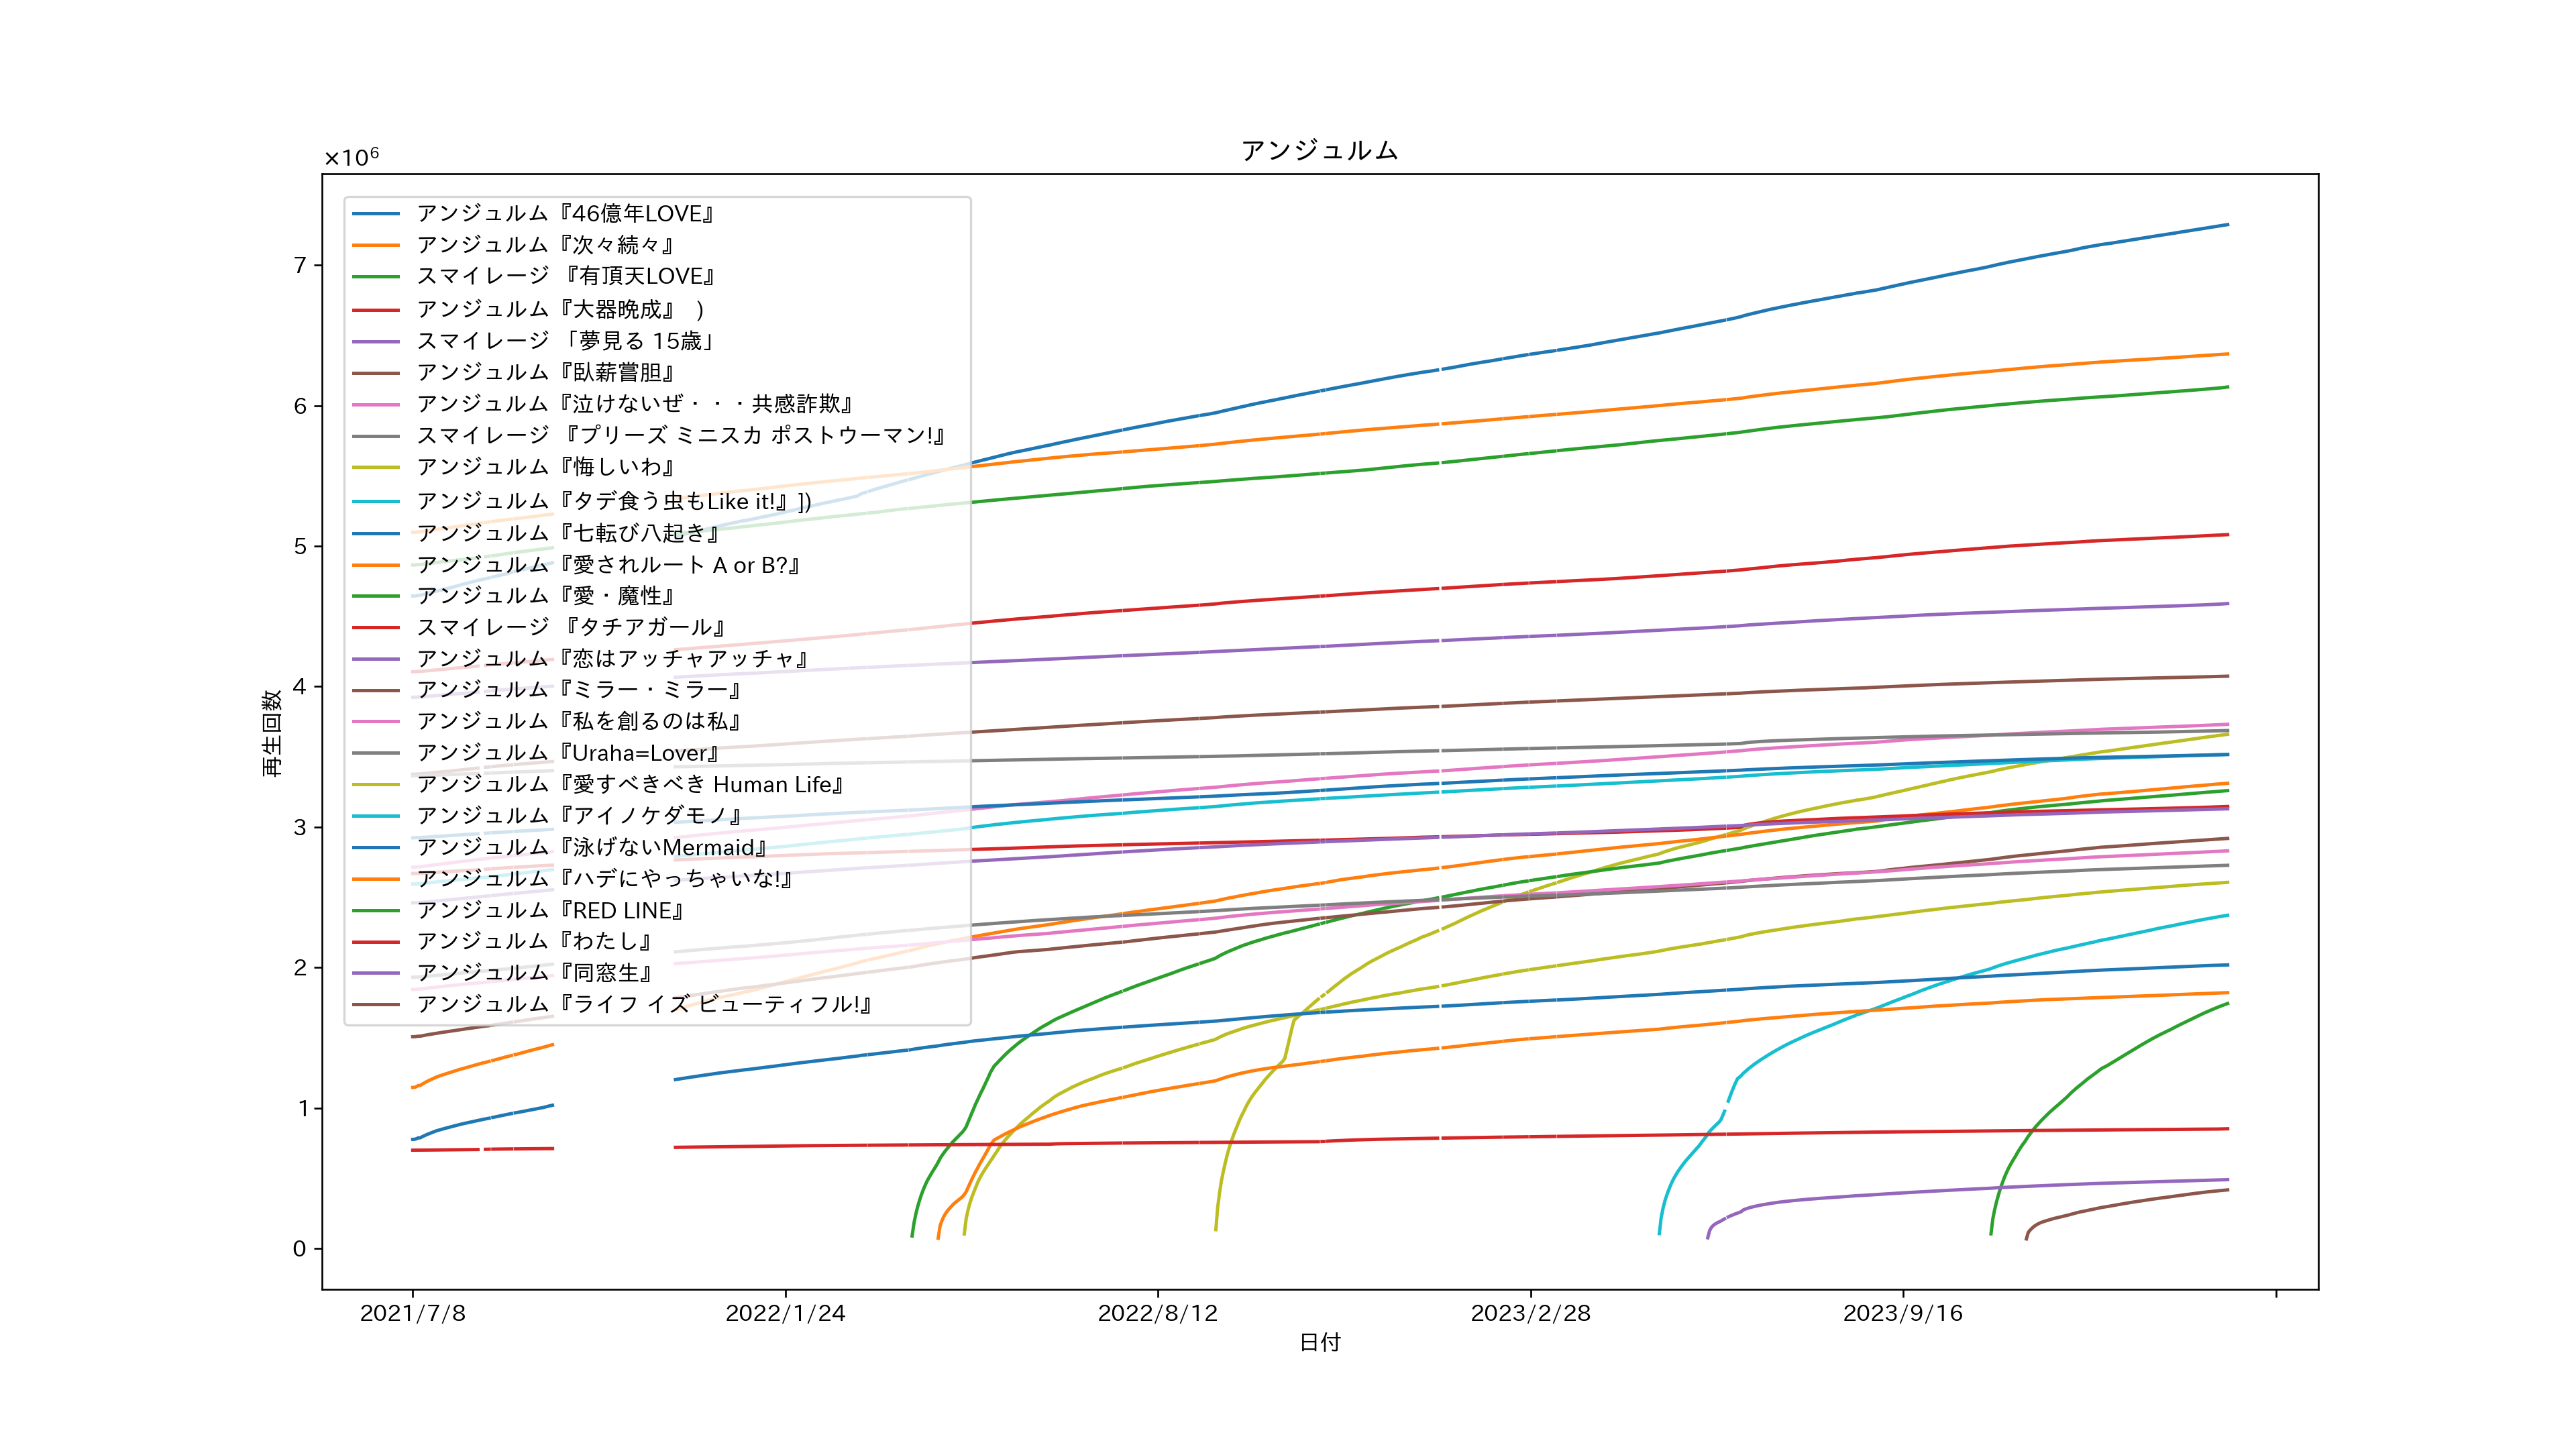 アンジュルム
×10⁶
アンジュルム『46億年LOVE』
アンジュルム『次々続々』
スマイレージ 『有頂天LOVE』
アンジュルム『大器晩成』 )
スマイレージ 「夢見る 15歳」
アンジュルム『臥薪嘗胆』
アンジュルム『泣けないぜ・・・共感詐欺』
スマイレージ 『プリーズ ミニスカ ポストウーマン!』
アンジュルム『悔しいわ』
アンジュルム『タデ食う虫もLike it!』])
アンジュルム『七転び八起き』
アンジュルム『愛されルート A or B?』
アンジュルム『愛・魔性』
スマイレージ 『タチアガール』
アンジュルム『恋はアッチャアッチャ』
アンジュルム『ミラー・ミラー』
アンジュルム『私を創るのは私』
アンジュルム『Uraha=Lover』
アンジュルム『愛すべきべき Human Life』
アンジュルム『アイノケダモノ』
アンジュルム『泳げないMermaid』
アンジュルム『ハデにやっちゃいな!』
アンジュルム『RED LINE』
アンジュルム『わたし』
アンジュルム『同窓生』
アンジュルム『ライフ イズ ビューティフル!』
7
6
5
4
3
2
1
0
再生回数
2021/7/8 2022/1/24 2022/8/12 2023/2/28 2023/9/16
日付